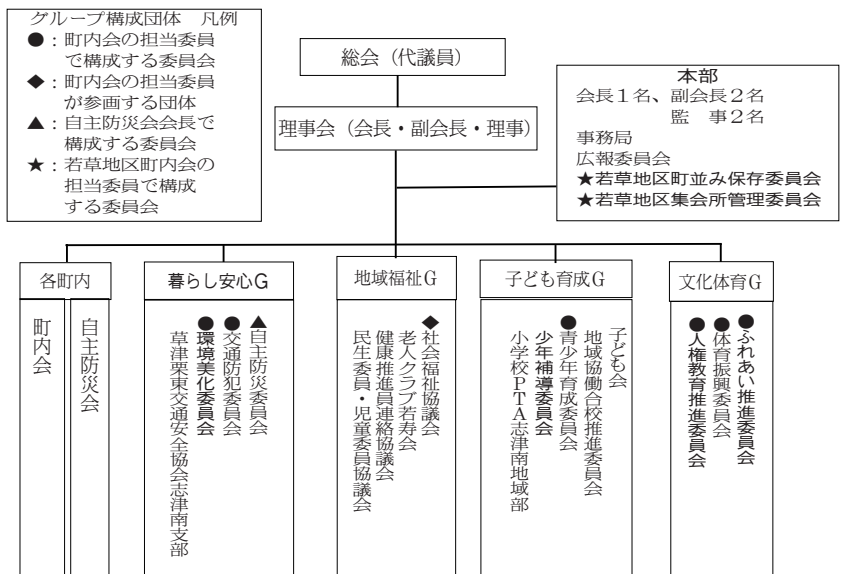 グループ構成団体　凡例
●：町内会の担当委員
で構成する委員会
◆：町内会の担当委員
が参画する団体
▲：自主防災会会長で
構成する委員会
★：若草地区町内会の
担当委員で構成
する委員会
総会（代議員）
理事会（会長・副会長・理事）
本部
会長１名、副会長２名
監　事２名
事務局
広報委員会
★若草地区町並み保存委員会
★若草地区集会所管理委員会
各町内
自主防災会
町内会
暮らし安心G
▲自主防災委員会
●交通防犯委員会
●環境美化委員会
草津栗東交通安全協会志津南支部
地域福祉G
◆社会福祉協議会
老人クラブ若寿会
健康推進員連絡協議会
民生委員・児童委員協議会
子ども育成G
子ども会
地域協働合校推進委員会
●青少年育成委員会
少年補導委員会
小学校ＰＴＡ志津南地域部
文化体育G
●ふれあい推進委員会
●体育振興委員会
●人権教育推進委員会